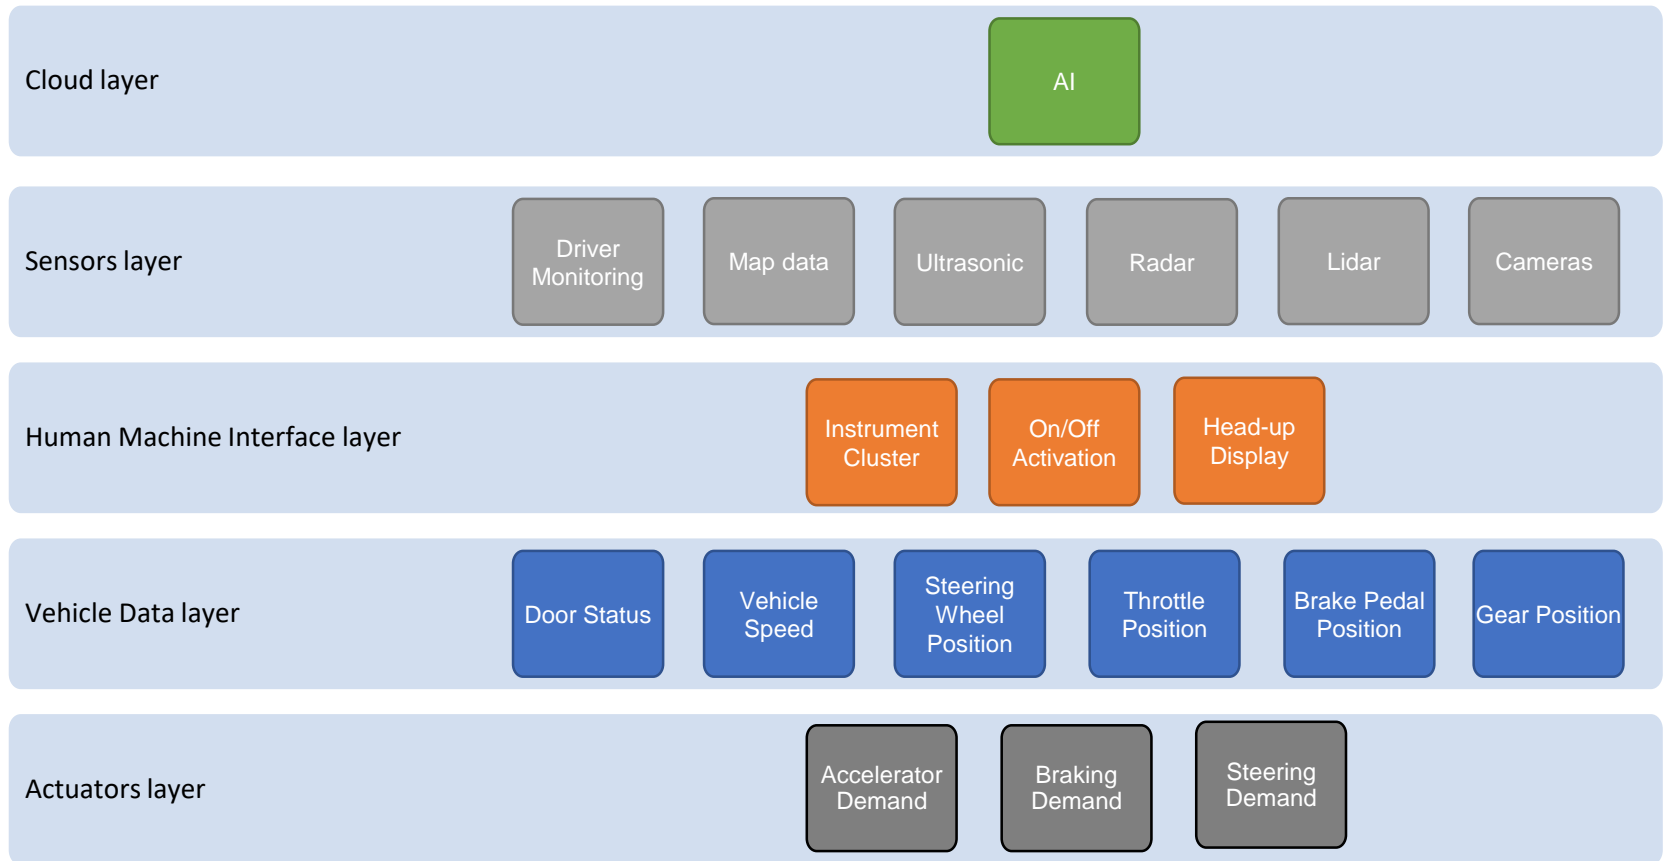 Cloud layer
AI
Sensors layer
Driver
Monitoring
Map data
Ultrasonic
Radar
Lidar
Cameras
Human Machine Interface layer
Instrument
Cluster
On/Off
Activation
Head-up
Display
Vehicle Data layer
Door Status
Vehicle
Speed
Steering
Wheel
Position
Throttle
Position
Brake Pedal
Position
Gear Position
Actuators layer
Accelerator
Demand
Braking
Demand
Steering
Demand